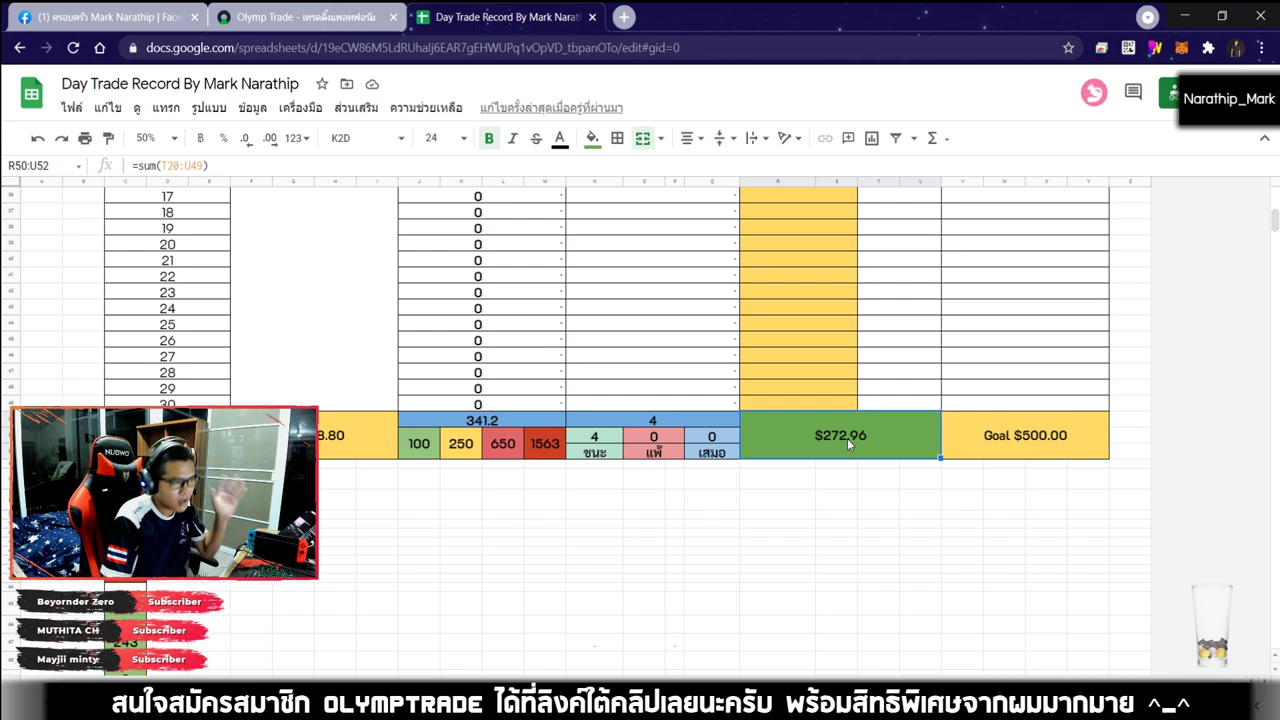 (1) ครอบครัว Mark Narathip | Face
Olymp Trade - เทรดดิ้งแพลทฟอร์มี
Day Trade Record By Mark Narat
docs.google.com/spreadsheets/d/19eCW86M5LdRUhalj6EAR7gEHWUPq1vOpVD_tbpanOTo/edit#gid=0
Day Trade Record By Mark Narathip
Narathip_Mark
ไฟล์ แก้ไข ดู แทรก รูปแบบ ข้อมูล เครื่องมือ ส่วนเสริม ความช่วยเหลือ แก้ไขครั้งล่าสุดเมื่อครู่ที่ผ่านมา
50% ฿ % .0 .00 123 K2D 24 B I S A Σ
R50:U52 fx =sum(T20:U49)
17 0 - -
18 0 - -
19 0 - -
20 0 - -
21 0 - -
22 0 - -
23 0 - -
24 0 - -
25 0 - -
26 0 - -
27 0 - -
28 0 - -
29 0 - -
30 0 - -
341.2 4
3.80 100 250 650 1563 4 0 0 $272.96 Goal $500.00
ชนะ แพ้ เสมอ
NUBWO
Beyornder Zero Subscriber
MUTHITA CH Subscriber
243
Mayjii minty Subscriber
สนใจสมัครสมาชิก OLYMPTRADE ได้ที่ลิงค์ใต้คลิปเลยนะครับ พร้อมสิทธิพิเศษจากผมมากมาย ^_^